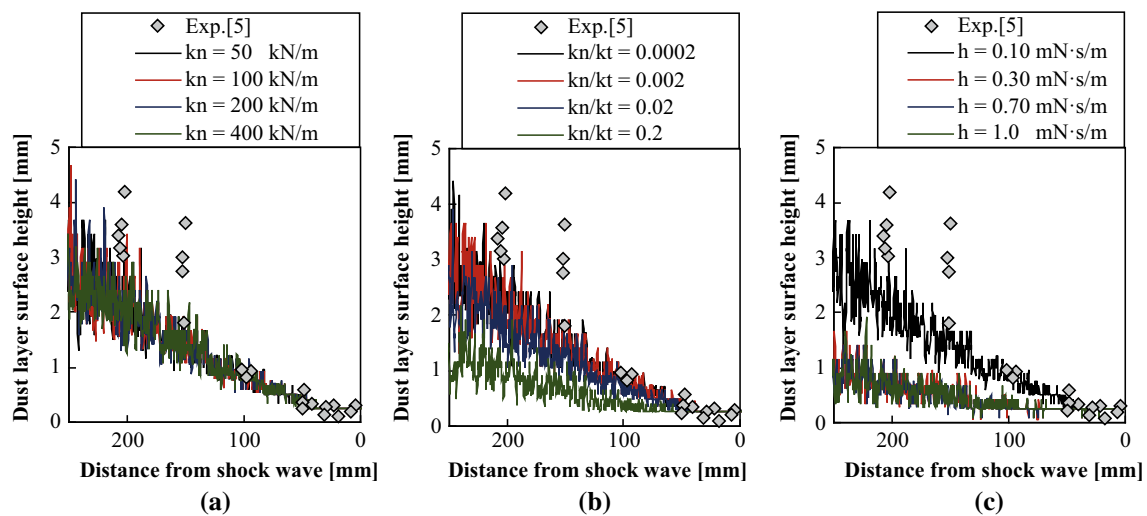 Exp.[5]
kn = 50 kN/m
kn = 100 kN/m
kn = 200 kN/m
kn = 400 kN/m
5
4
3
2
1
0
200
100
0
Dust layer surface height [mm]
Distance from shock wave [mm]
(a)
Exp.[5]
kn/kt = 0.0002
kn/kt = 0.002
kn/kt = 0.02
kn/kt = 0.2
5
4
3
2
1
0
200
100
0
Dust layer surface height [mm]
Distance from shock wave [mm]
(b)
Exp.[5]
h = 0.10 mN·s/m
h = 0.30 mN·s/m
h = 0.70 mN·s/m
h = 1.0 mN·s/m
5
4
3
2
1
0
200
100
0
Dust layer surface height [mm]
Distance from shock wave [mm]
(c)